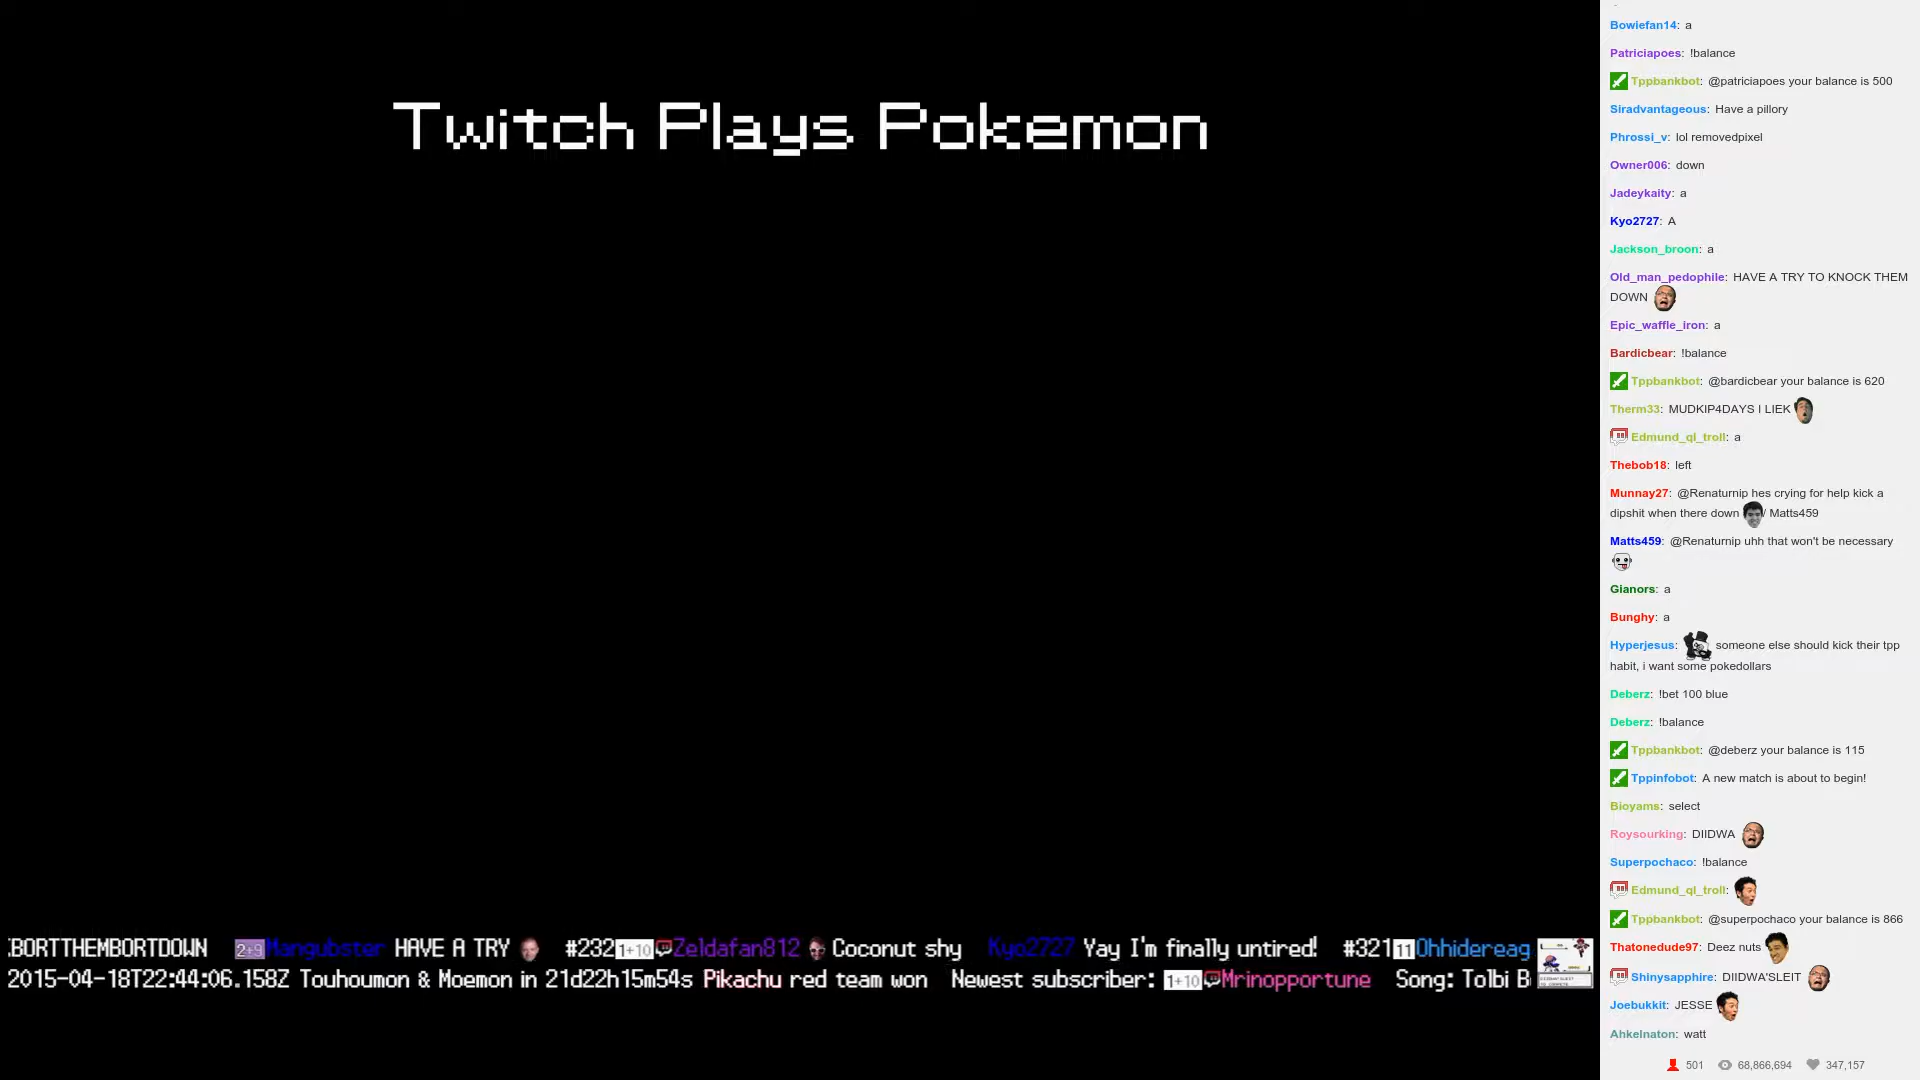 Twitch Plays Pokemon
BORTTHEMBORTDOWN 2+9 Mangubster HAVE A TRY #232 1+10 Zeldafan812 Coconut shy Kyo2727 Yay I'm finally untired! #321 11 Ohhidereag
2015-04-18T22:44:06.158Z Touhoumon & Moemon in 21d22h15m54s Pikachu red team won Newest subscriber: 1+10 Mrinopportune Song: Tolbi B
Bowiefan14: a
Patriciapoes: !balance
Tppbankbot: @patriciapoes your balance is 500
Siradvantageous: Have a pillory
Phrossi_v: lol removedpixel
Owner006: down
Jadeykaity: a
Kyo2727: A
Jackson_broon: a
Old_man_pedophile: HAVE A TRY TO KNOCK THEM
DOWN
Epic_waffle_iron: a
Bardicbear: !balance
Tppbankbot: @bardicbear your balance is 620
Therm33: MUDKIP4DAYS I LIEK
Edmund_ql_troll: a
Thebob18: left
Munnay27: @Renaturnip hes crying for help kick a
dipshit when there down / Matts459
Matts459: @Renaturnip uhh that won't be necessary
Gianors: a
Bunghy: a
Hyperjesus: someone else should kick their tpp
habit, i want some pokedollars
Deberz: !bet 100 blue
Deberz: !balance
Tppbankbot: @deberz your balance is 115
Tppinfobot: A new match is about to begin!
Bioyams: select
Roysourking: DIIDWA
Superpochaco: !balance
Edmund_ql_troll:
Tppbankbot: @superpochaco your balance is 866
Thatonedude97: Deez nuts
Shinysapphire: DIIDWA'SLEIT
Joebukkit: JESSE
Ahkelnaton: watt
501 68,866,694 347,157